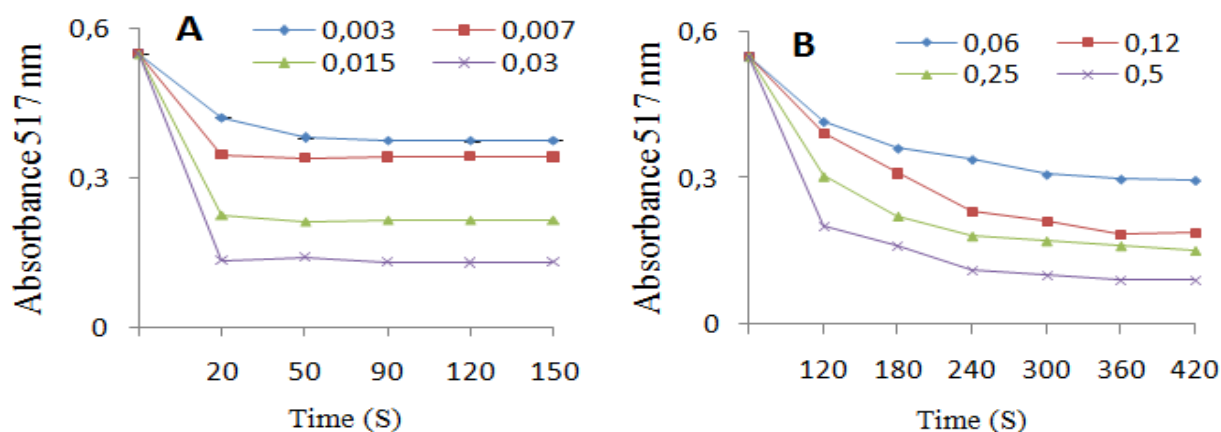 A
0,003 0,007
0,015 0,03
Absorbance 517 nm
0,6
0,3
0
20 50 90 120 150
Time (S)
B
0,06 0,12
0,25 0,5
Absorbance 517 nm
0,6
0,3
0
120 180 240 300 360 420
Time (S)